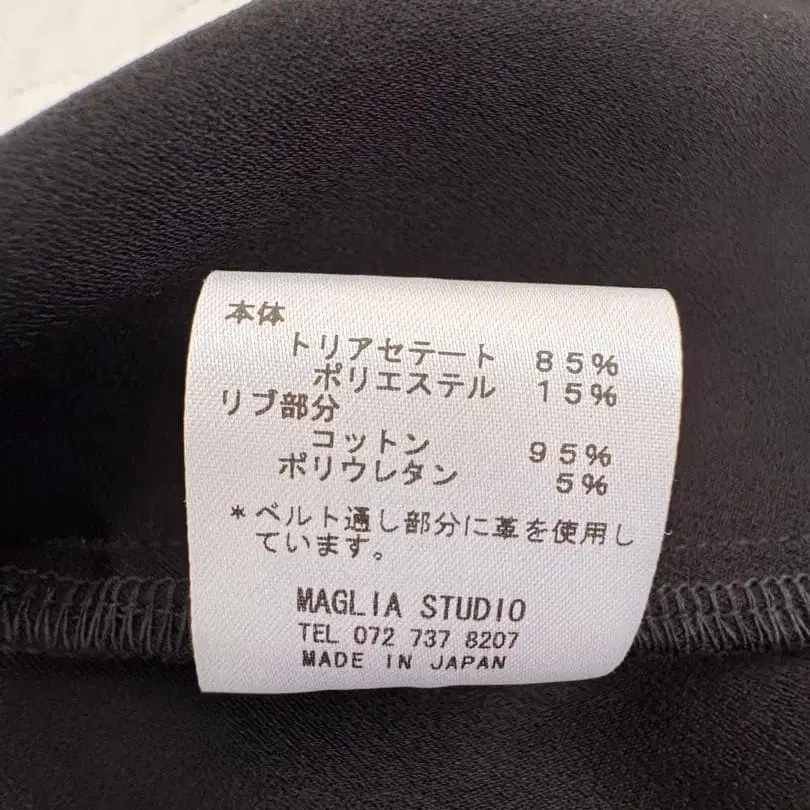 本体
トリアセテート 85%
ポリエステル 15%
リブ部分
コットン 95%
ポリウレタン 5%
*ベルト通し部分に革を使用し
ています。
MAGLIA STUDIO
TEL 072 737 8207
MADE IN JAPAN